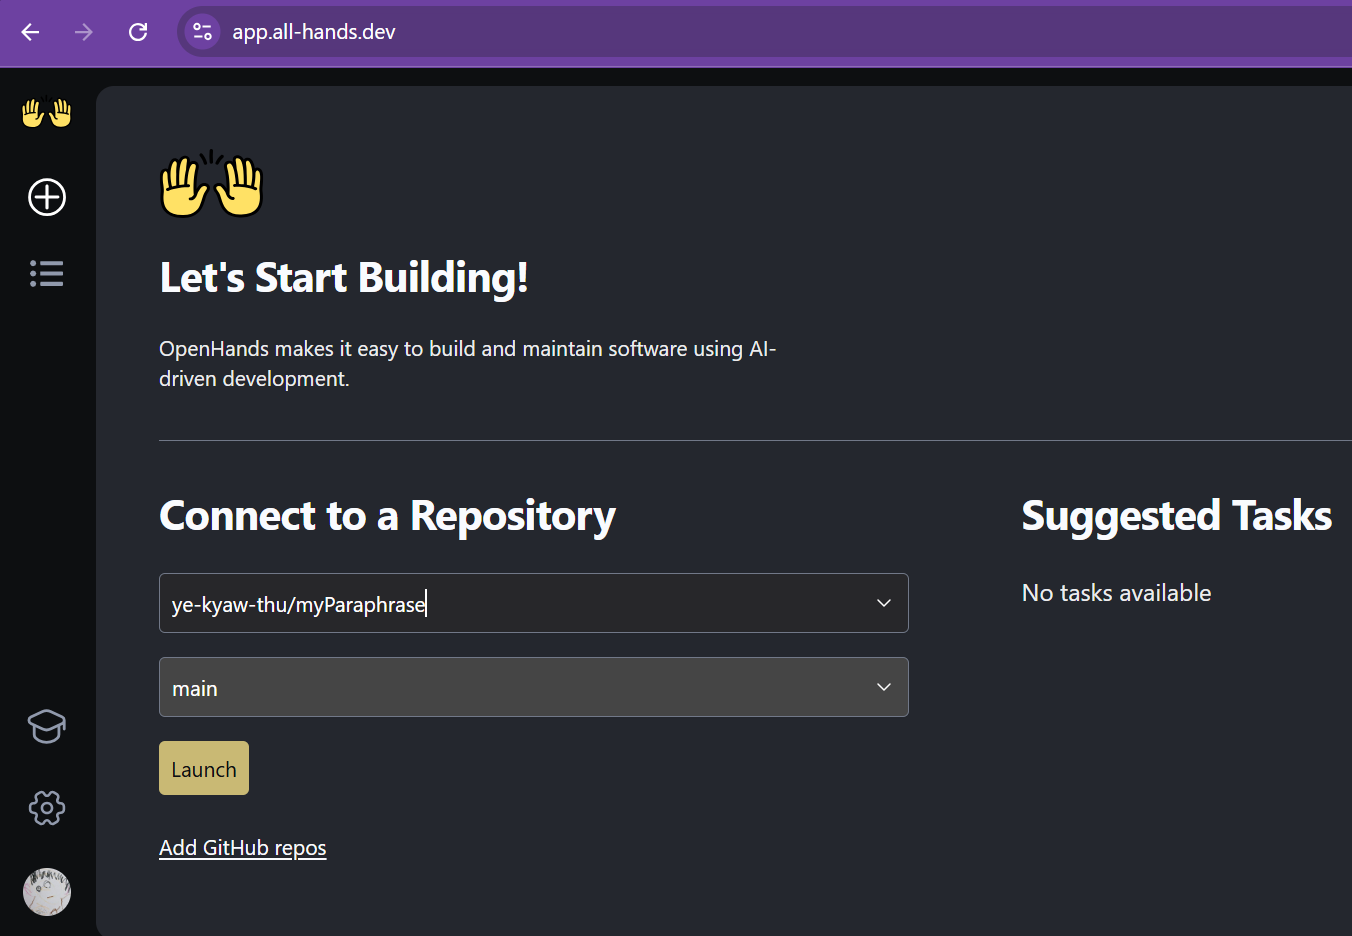 app.all-hands.dev
Let's Start Building!
OpenHands makes it easy to build and maintain software using AI-
driven development.
Connect to a Repository
ye-kyaw-thu/myParaphrase
main
Launch
Add GitHub repos
Suggested Tasks
No tasks available